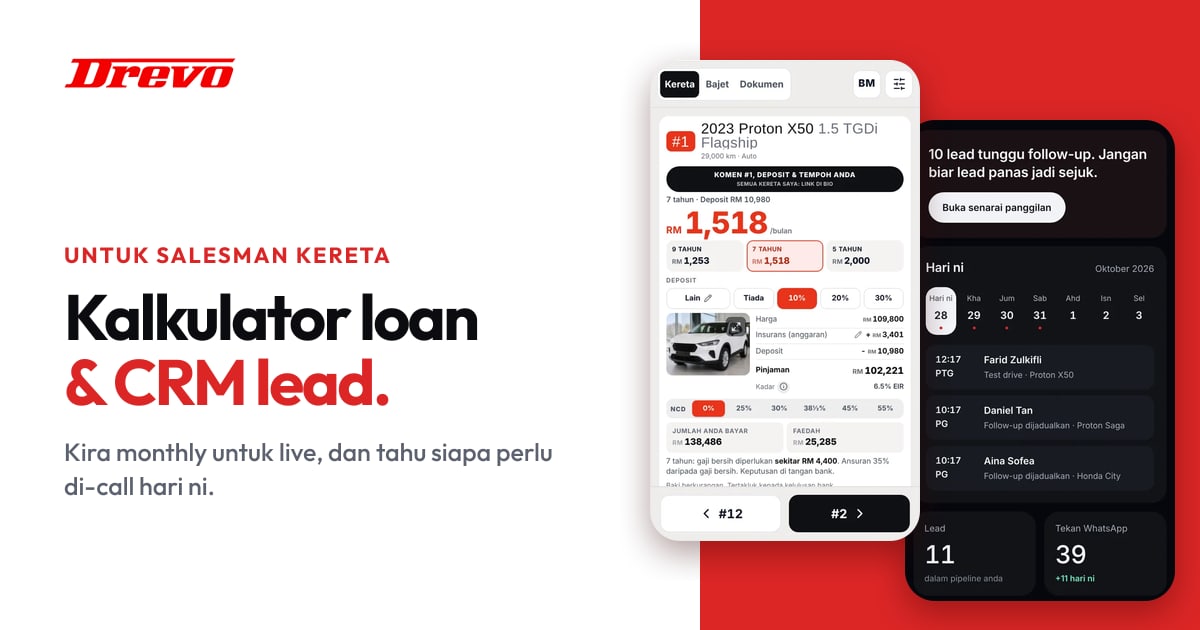 Drevo
UNTUK SALESMAN KERETA
Kalkulator loan
& CRM lead.
Kira monthly untuk live, dan tahu siapa perlu
di-call hari ni.
Kereta Bajet Dokumen BM
#1
2023 Proton X50 1.5 TGDi
Flagship
29,000 km · Auto
KOMEN #1, DEPOSIT & TEMPOH ANDA
SEMUA KERETA SAYA: LINK DI BIO
7 tahun · Deposit RM 10,980
RM 1,518 /bulan
9 TAHUN 7 TAHUN 5 TAHUN
RM 1,253 RM 1,518 RM 2,000
DEPOSIT
Lain Tiada 10% 20% 30%
Harga RM 109,800
Insurans (anggaran) + RM 3,401
Deposit - RM 10,980
Pinjaman RM 102,221
Kadar 6.5% EIR
NCD 0% 25% 30% 38⅓% 45% 55%
JUMLAH ANDA BAYAR FAEDAH
RM 138,486 RM 25,285
7 tahun: gaji bersih diperlukan sekitar RM 4,400. Ansuran 35%
daripada gaji bersih. Keputusan di tangan bank.
Baki berkurangan. Tertakluk kepada kelulusan bank.
#12 #2
10 lead tunggu follow-up. Jangan
biar lead panas jadi sejuk.
Buka senarai panggilan
Hari ni Oktober 2026
Hari ni Kha Jum Sab Ahd Isn Sel
28 29 30 31 1 2 3
12:17 Farid Zulkifli
PTG Test drive · Proton X50
10:17 Daniel Tan
PG Follow-up dijadualkan · Proton Saga
10:17 Aina Sofea
PG Follow-up dijadualkan · Honda City
Lead Tekan WhatsApp
11 39
dalam pipeline anda +11 hari ni